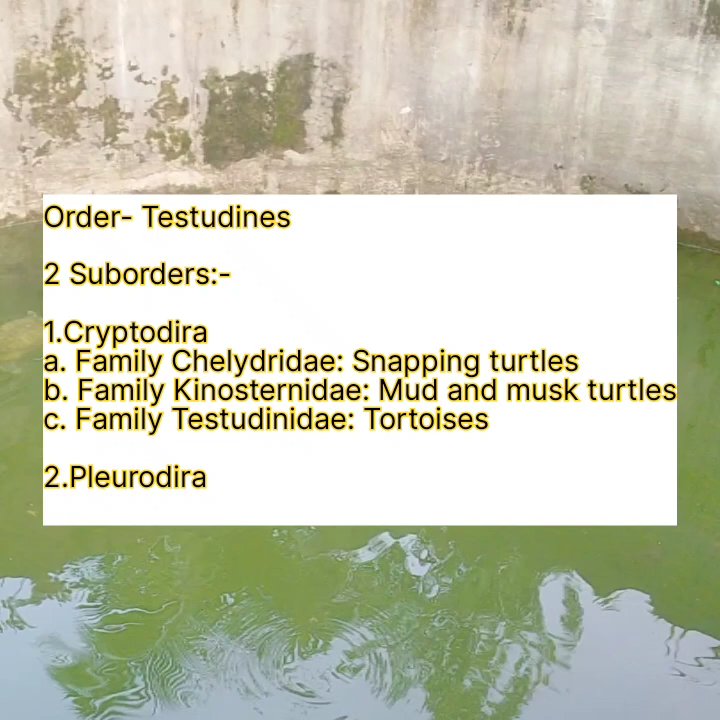 Order- Testudines
2 Suborders:-
1.Cryptodira
a. Family Chelydridae: Snapping turtles
b. Family Kinosternidae: Mud and musk turtles
c. Family Testudinidae: Tortoises
2.Pleurodira